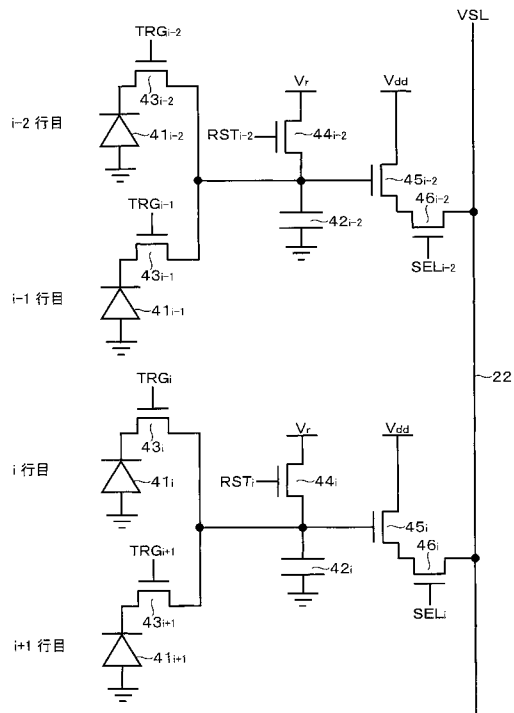 VSL
TRGi-2
Vr
Vdd
43i-2
i-2 行目
41i-2
RSTi-2
44i-2
45i-2
46i-2
TRGi-1
42i-2
SELi-2
43i-1
i-1 行目
41i-1
22
TRGi
Vr
Vdd
43i
i 行目
41i
RSTi
44i
45i
46i
TRGi+1
42i
SELi
43i+1
i+1 行目
41i+1